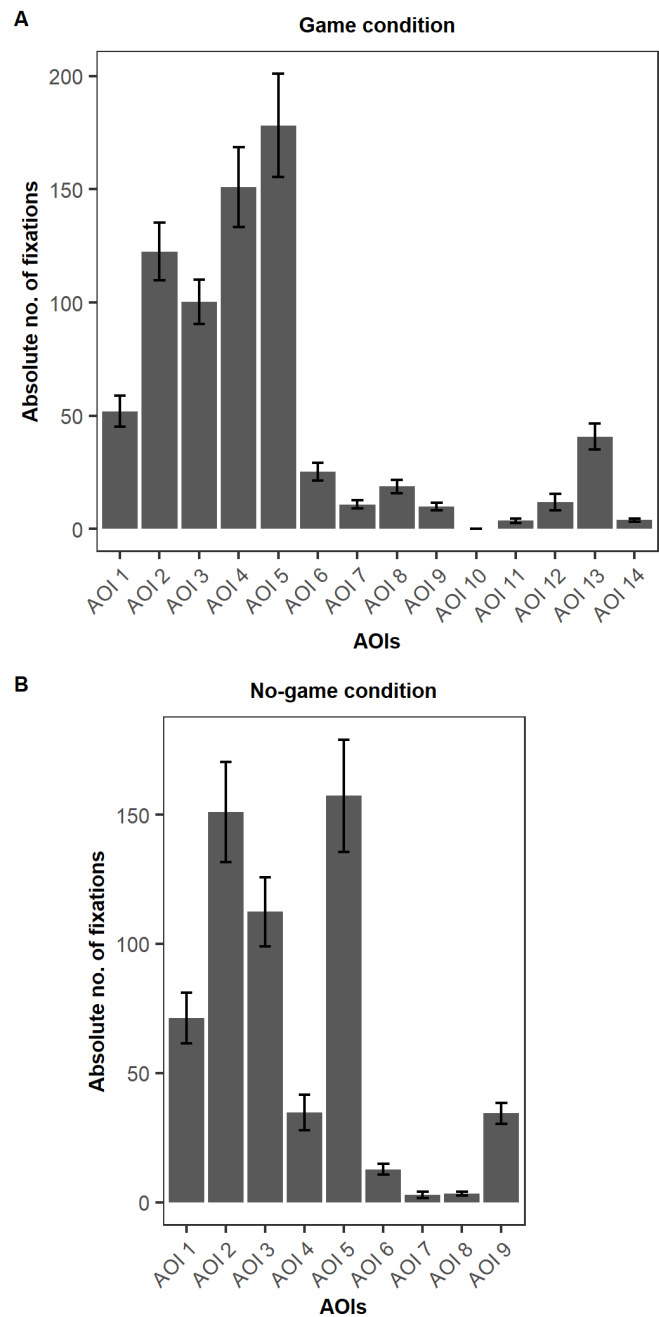 A
Game condition
Absolute no. of fixations
200
150
100
50
0
AOI 1 AOI 2 AOI 3 AOI 4 AOI 5 AOI 6 AOI 7 AOI 8 AOI 9 AOI 10 AOI 11 AOI 12 AOI 13 AOI 14
AOIs
B
No-game condition
Absolute no. of fixations
150
100
50
0
AOI 1 AOI 2 AOI 3 AOI 4 AOI 5 AOI 6 AOI 7 AOI 8 AOI 9
AOIs